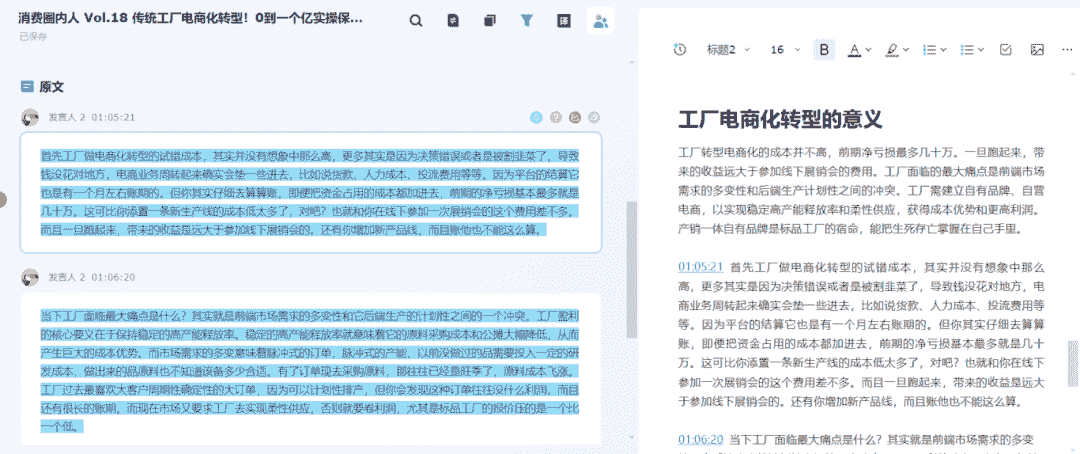 消费圈内人 Vol.18 传统工厂电商化转型！0到一个亿实操保...
已保存
译
原文
发言人 2 01:05:21
首先工厂做电商化转型的试错成本，其实并没有想象中那么高，更多其实是因为决策错误或者是被割韭菜了，导致
钱没花对地方，电商业务周转起来确实会垫一些进去，比如说货款、人力成本、投流费用等等。因为平台的结算它
也是有一个月左右账期的。但你其实仔细去算算账，即便把资金占用的成本都加进去，前期的净亏损基本最多就是
几十万。这可比你添置一条新生产线的成本低太多了，对吧？也就和你在线下参加一次展销会的这个费用差不多。
而且一旦跑起来，带来的收益是远大于参加线下展销会的。还有你增加新产品线，而且账他也不能这么算。
发言人 2 01:06:20
当下工厂面临最大痛点是什么？其实就是前端市场需求的多变性和它后端生产的计划性之间的一个冲突。工厂盈利
的核心要义在于保持稳定的高产能释放率。稳定的高产能释放率就意味着它的原料采购成本和公摊大幅降低，从而
产生巨大的成本优势。而市场需求的多变意味着脉冲式的订单，脉冲式的产能，以前没做过的品需要投入一定的研
发成本，做出来的品原料也不知道该备多少合适。有了订单现去采购原料，那往往已经是旺季了，原料成本飞涨。
工厂过去最喜欢大客户周期性确定性的大订单，因为可以计划性排产，但你会发现这种订单往往没什么利润，而且
还有很长的账期。而现在市场又要求工厂去实现柔性供应，否则就要卷利润，尤其是标品工厂的报价压的是一个比
一个低。
标题2 16 B A
工厂电商化转型的意义
工厂转型电商化的成本并不高，前期净亏损最多几十万。一旦跑起来，带
来的收益远大于参加线下展销会的费用。工厂面临的最大痛点是前端市场
需求的多变性和后端生产计划性之间的冲突。工厂需建立自有品牌、自营
电商，以实现稳定高产能释放率和柔性供应，获得成本优势和更高利润。
产销一体自有品牌是标品工厂的宿命，能把生死存亡掌握在自己手里。
01:05:21 首先工厂做电商化转型的试错成本，其实并没有想象中那么
高，更多其实是因为决策错误或者是被割韭菜了，导致钱没花对地方，电
商业务周转起来确实会垫一些进去，比如说货款、人力成本、投流费用等
等。因为平台的结算它也是有一个月左右账期的。但你其实仔细去算算
账，即便把资金占用的成本都加进去，前期的净亏损基本最多就是几十
万。这可比你添置一条新生产线的成本低太多了，对吧？也就和你在线下
参加一次展销会的这个费用差不多。而且一旦跑起来，带来的收益是远大
于参加线下展销会的。还有你增加新产品线，而且账他也不能这么算。
01:06:20 当下工厂面临最大痛点是什么？其实就是前端市场需求的多变